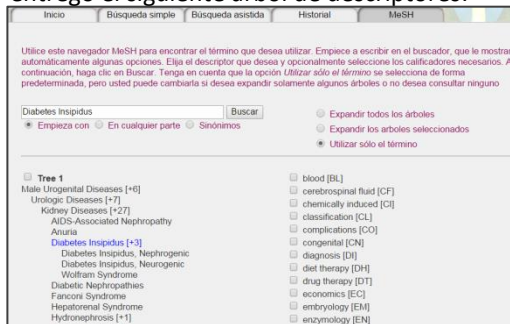 entregó el siguiente árbol de descriptores:
Inicio
Búsqueda simple
Búsqueda asistida
Historial
MeSH
Utilice este navegador MeSH para encontrar el término que desea utilizar. Empiece a escribir en el buscador, que le mostrará
automáticamente algunas opciones. Elija el descriptor que desea y opcionalmente seleccione los calificadores necesarios. A
continuación, haga clic en Buscar. Tenga en cuenta que la opción Utilizar sólo el término se selecciona de forma
predeterminada, pero usted puede cambiarla si desea expandir solamente algunos árboles o no desea consultar ninguno
Diabetes Insipidus
Buscar
Empieza con
En cualquier parte
Sinónimos
Expandir todos los árboles
Expandir los arboles seleccionados
Utilizar sólo el término
Tree 1
Male Urogenital Diseases [+6]
Urologic Diseases [+7]
Kidney Diseases [+27]
AIDS-Associated Nephropathy
Anuria
Diabetes Insipidus [+3]
Diabetes Insipidus, Nephrogenic
Diabetes Insipidus, Neurogenic
Wolfram Syndrome
Diabetic Nephropathies
Fanconi Syndrome
Hepatorenal Syndrome
Hydronephrosis [+1]
blood [BL]
cerebrospinal fluid [CF]
chemically induced [CI]
classification [CL]
complications [CO]
congenital [CN]
diagnosis [DI]
diet therapy [DH]
drug therapy [DT]
economics [EC]
embryology [EM]
enzymology [EN]